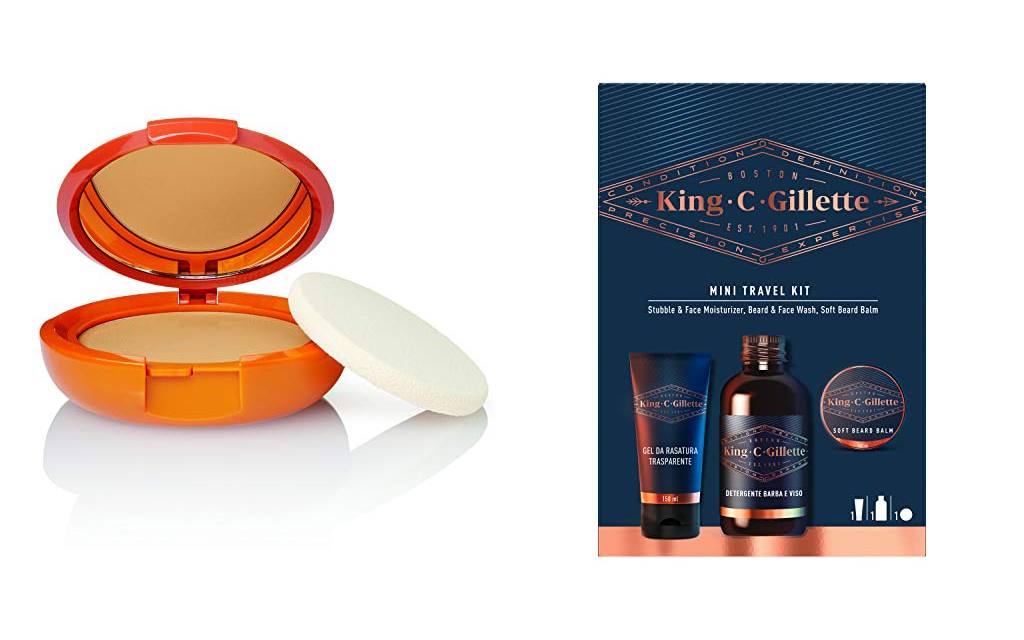 CONDITION DEFINITION
BOSTON
King·C·Gillette
EST.1901
PRECISION EXPERTISE
MINI TRAVEL KIT
Stubble & Face Moisturizer, Beard & Face Wash, Soft Beard Balm
King·C·Gillette
GEL DA RASATURA
TRASPARENTE
150 ml
King·C·Gillette
DETERGENTE BARBA E VISO
King·C·Gillette
SOFT BEARD BALM
1 1 1